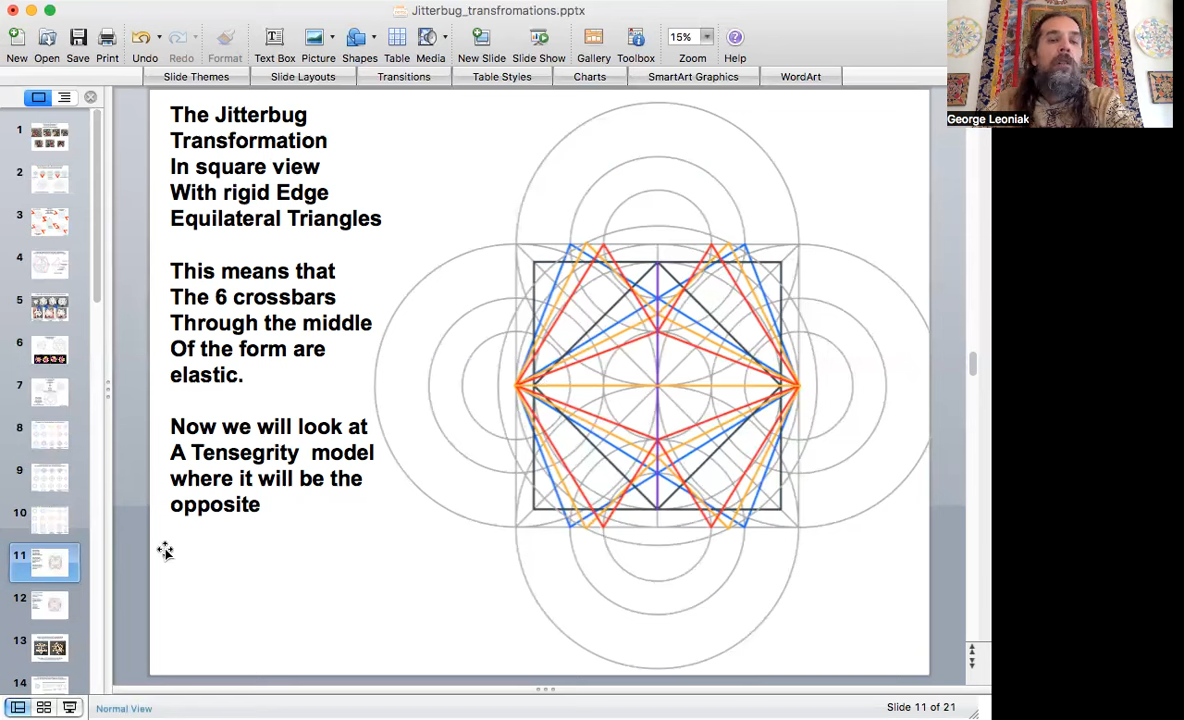 Jitterbug_transfromations.pptx
New Open Save Print Undo Redo Format Text Box Picture Shapes Table Media New Slide Slide Show Gallery Toolbox Zoom Help
15%
Slide Themes Slide Layouts Transitions Table Styles Charts SmartArt Graphics WordArt
George Leoniak
The Jitterbug
Transformation
In square view
With rigid Edge
Equilateral Triangles
This means that
The 6 crossbars
Through the middle
Of the form are
elastic.
Now we will look at
A Tensegrity model
where it will be the
opposite
1
2
3
4
5
6
7
8
9
10
11
12
13
14
Normal View
Slide 11 of 21